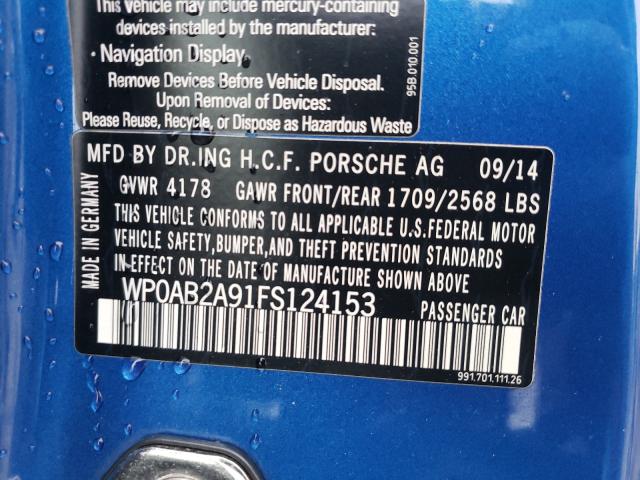 This Vehicle may include mercury-containing
devices installed by the manufacturer:
· Navigation Display
Remove Devices Before Vehicle Disposal.
Upon Removal of Devices:
Please Reuse, Recycle, or Dispose as Hazardous Waste
95B.010.001
MFD BY DR.ING H.C.F. PORSCHE AG 09/14
GVWR 4178 GAWR FRONT/REAR 1709/2568 LBS
THIS VEHICLE CONFORMS TO ALL APPLICABLE U.S.FEDERAL MOTOR
VEHICLE SAFETY,BUMPER,AND THEFT PREVENTION STANDARDS
IN EFFECT ON THE DATE OF MANUFACTURE SHOWN ABOVE
WP0AB2A91FS124153 PASSENGER CAR
MADE IN GERMANY
991.701.111.26